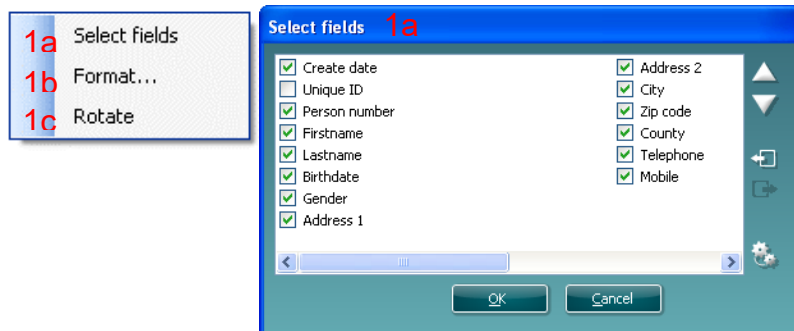 1a Select fields
1b Format...
1c Rotate
Select fields 1a
Create date
Unique ID
Person number
Firstname
Lastname
Birthdate
Gender
Address 1
Address 2
City
Zip code
County
Telephone
Mobile
OK
Cancel